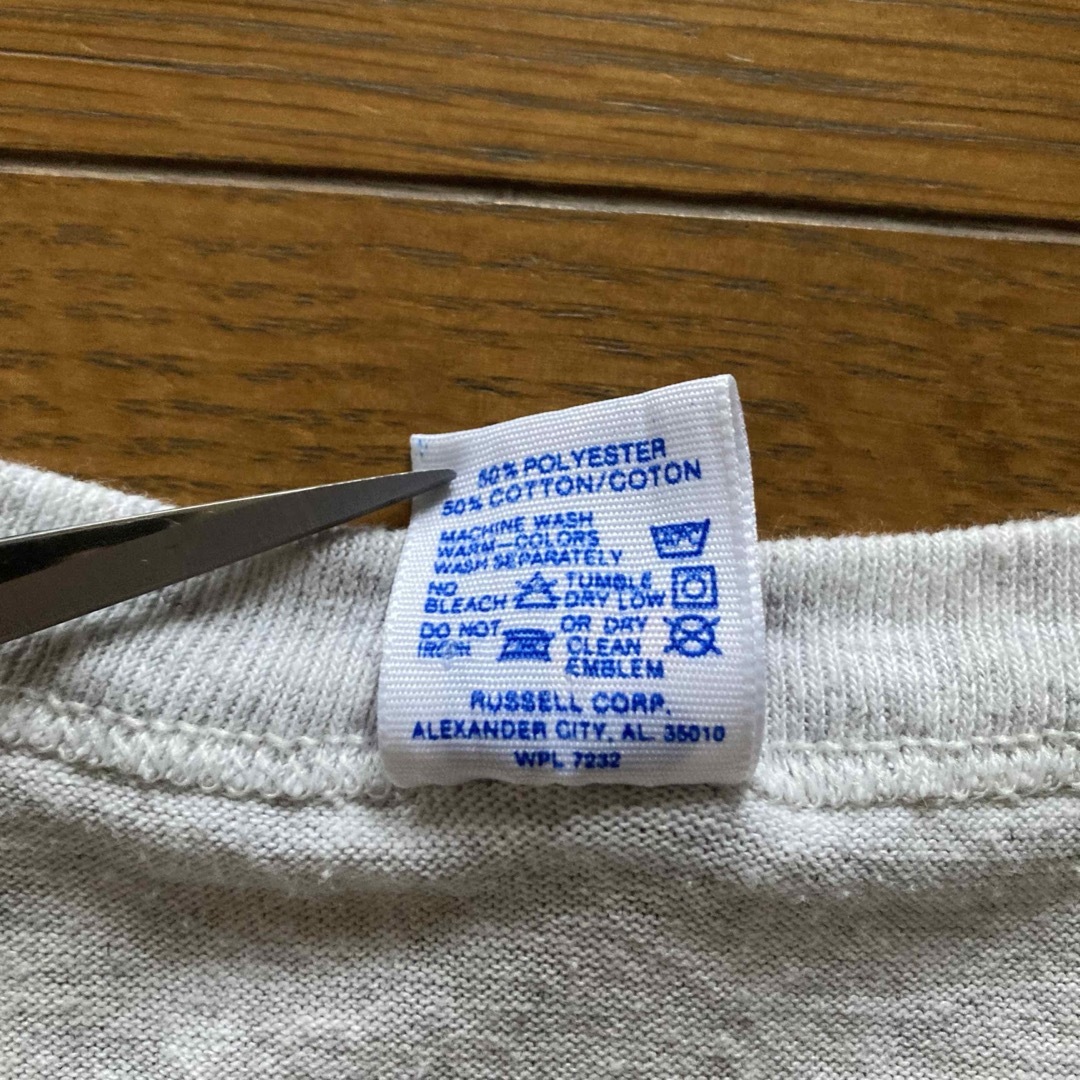 50% POLYESTER
50% COTTON/COTON
MACHINE WASH
WARM—COLORS
WASH SEPARATELY
NO
BLEACH
TUMBLE
DRY LOW
DO NOT
IRON
OR DRY
CLEAN
EMBLEM
RUSSELL CORP.
ALEXANDER CITY, AL. 35010
WPL 7232